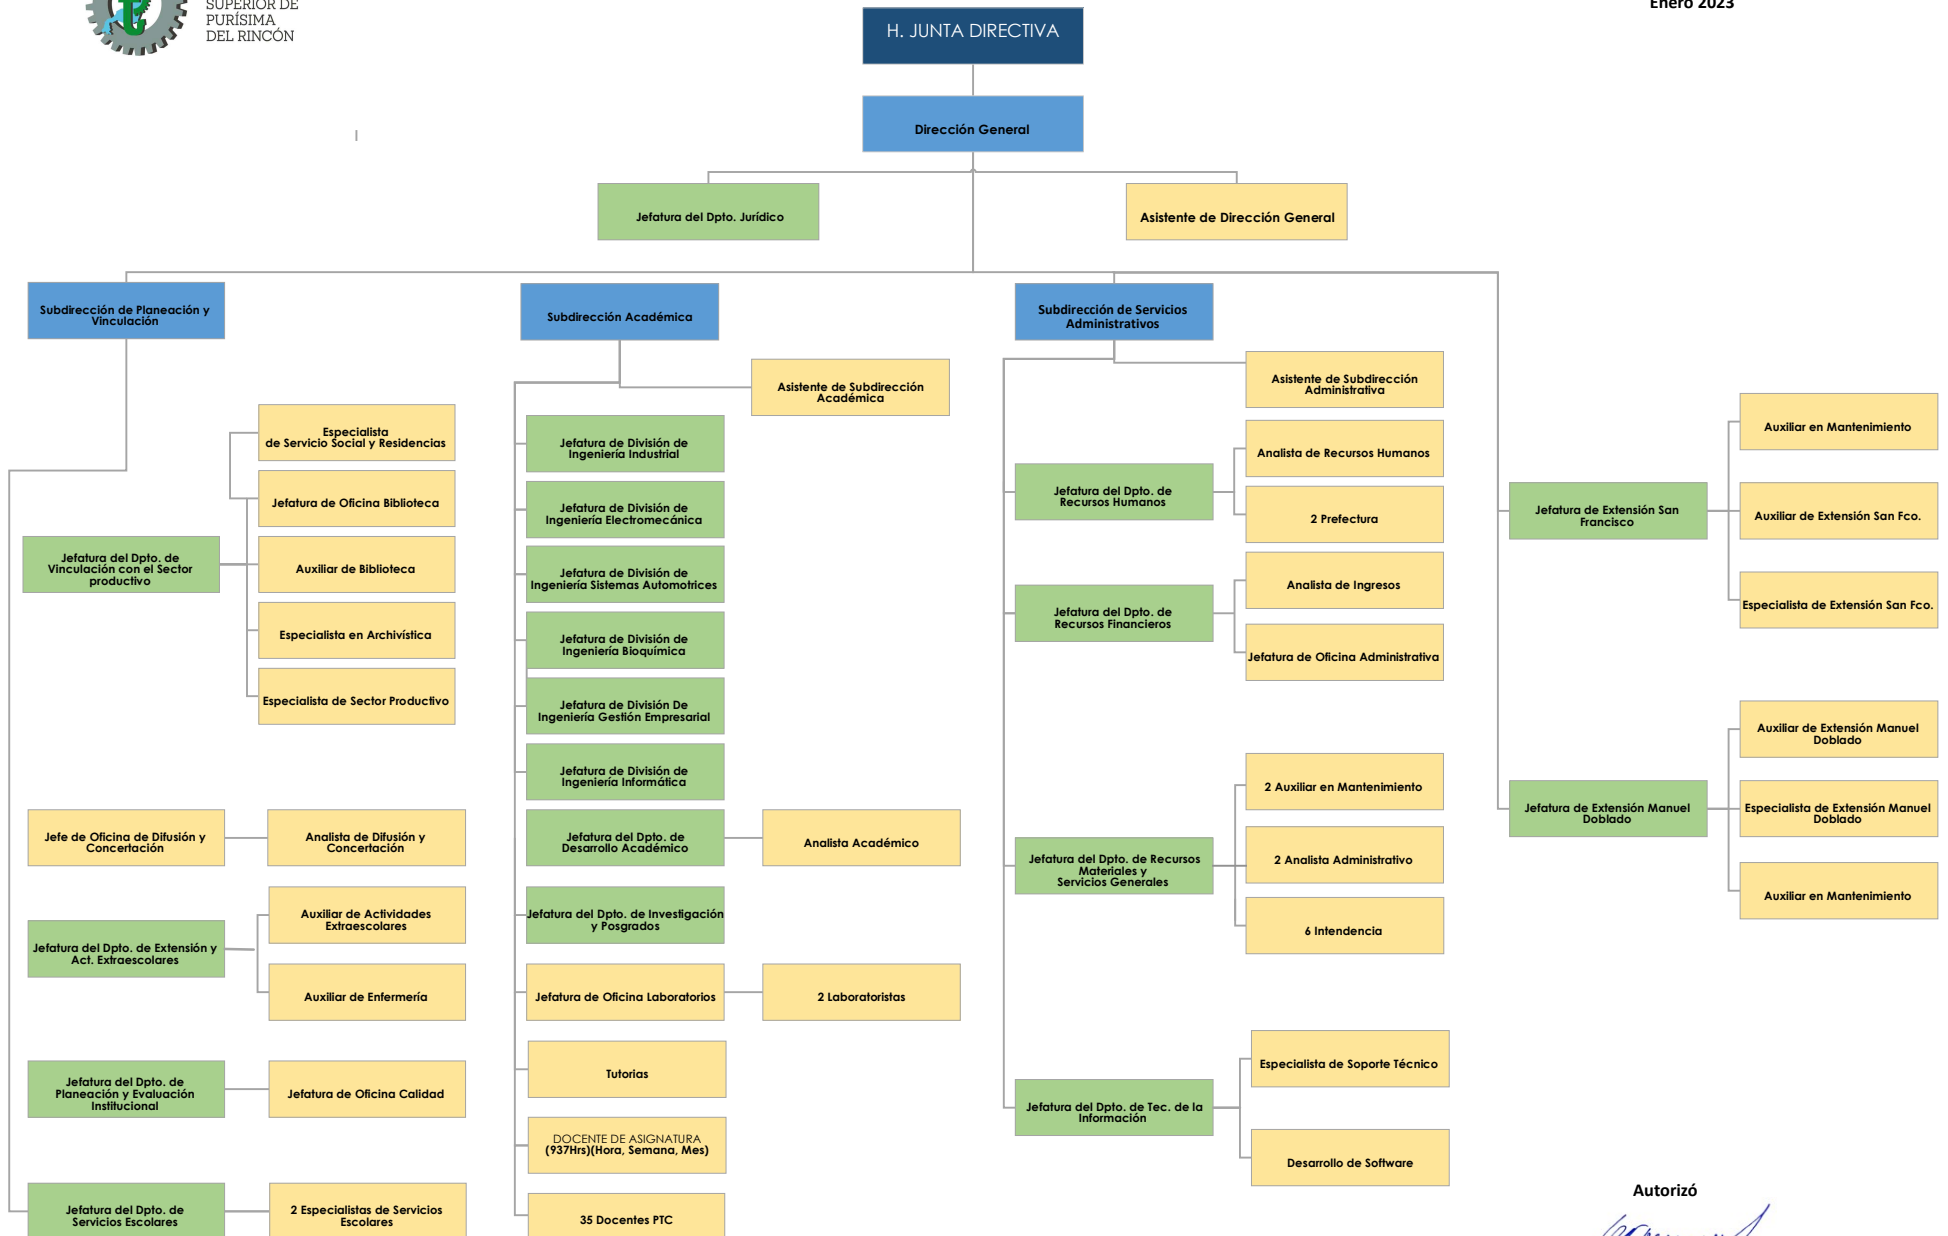 SUPERIOR DE
PURÍSIMA
DEL RINCÓN
Enero 2023
H. JUNTA DIRECTIVA
Dirección General
Jefatura del Dpto. Jurídico
Asistente de Dirección General
Subdirección de Planeación y
Vinculación
Especialista
de Servicio Social y Residencias
Jefatura de Oficina Biblioteca
Jefatura del Dpto. de
Vinculación con el Sector
productivo
Auxiliar de Biblioteca
Especialista en Archivística
Especialista de Sector Productivo
Jefe de Oficina de Difusión y
Concertación
Analista de Difusión y
Concertación
Auxiliar de Actividades
Extraescolares
Jefatura del Dpto. de Extensión y
Act. Extraescolares
Auxiliar de Enfermería
Jefatura del Dpto. de
Planeación y Evaluación
Institucional
Jefatura de Oficina Calidad
Jefatura del Dpto. de
Servicios Escolares
2 Especialistas de Servicios
Escolares
Subdirección Académica
Asistente de Subdirección
Académica
Jefatura de División de
Ingeniería Industrial
Jefatura de División de
Ingeniería Electromecánica
Jefatura de División de
Ingeniería Sistemas Automotrices
Jefatura de División de
Ingeniería Bioquímica
Jefatura de División De
Ingeniería Gestión Empresarial
Jefatura de División de
Ingeniería Informática
Jefatura del Dpto. de
Desarrollo Académico
Analista Académico
Jefatura del Dpto. de Investigación
y Posgrados
Jefatura de Oficina Laboratorios
2 Laboratoristas
Tutorias
DOCENTE DE ASIGNATURA
(937Hrs)(Hora, Semana, Mes)
35 Docentes PTC
Subdirección de Servicios
Administrativos
Asistente de Subdirección
Administrativa
Analista de Recursos Humanos
Jefatura del Dpto. de
Recursos Humanos
2 Prefectura
Analista de Ingresos
Jefatura del Dpto. de
Recursos Financieros
Jefatura de Oficina Administrativa
2 Auxiliar en Mantenimiento
Jefatura del Dpto. de Recursos
Materiales y
Servicios Generales
2 Analista Administrativo
6 Intendencia
Especialista de Soporte Técnico
Jefatura del Dpto. de Tec. de la
Información
Desarrollo de Software
Auxiliar en Mantenimiento
Jefatura de Extensión San
Francisco
Auxiliar de Extensión San Fco.
Especialista de Extensión San Fco.
Auxiliar de Extensión Manuel
Doblado
Jefatura de Extensión Manuel
Doblado
Especialista de Extensión Manuel
Doblado
Auxiliar en Mantenimiento
Autorizó